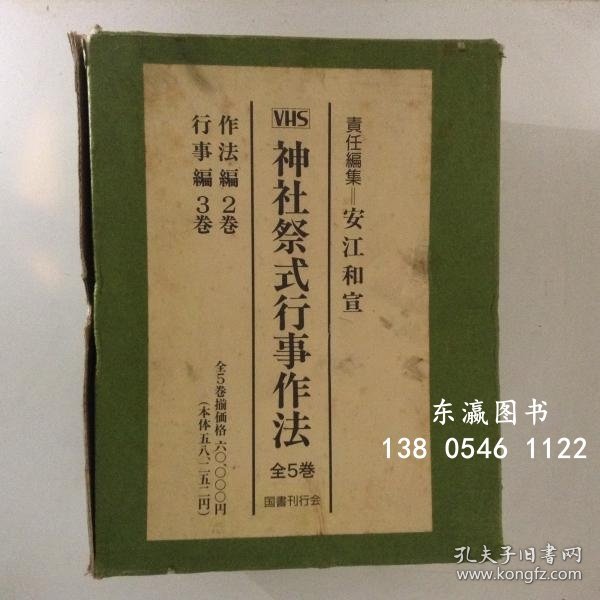 責任編集=安江和宣
VHS
神社祭式行事作法
全5巻
国書刊行会
作法編2巻
行事編3巻
全5巻揃価格 六〇、〇〇〇円
(本体五八、二五二円)
东瀛图书
138 0546 1122
孔夫子旧书网
www.kongfz.com